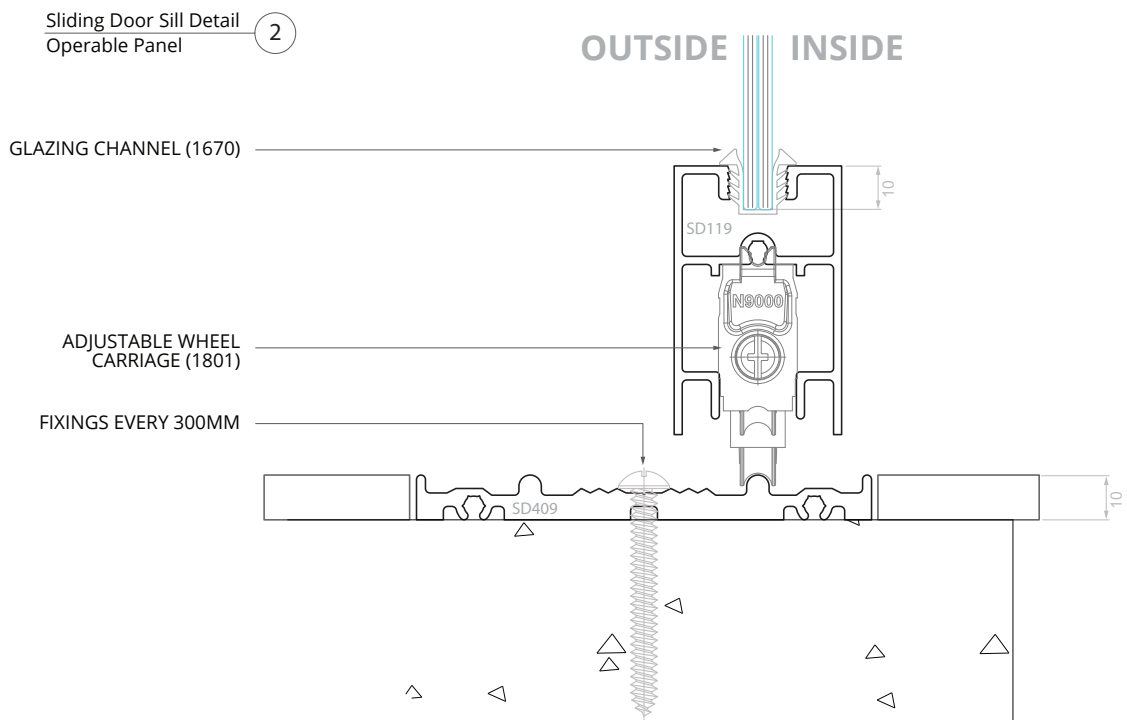 Sliding Door Sill Detail
Operable Panel
2
OUTSIDE INSIDE
GLAZING CHANNEL (1670)
10
SD119
N9000
ADJUSTABLE WHEEL
CARRIAGE (1801)
FIXINGS EVERY 300MM
SD409
10